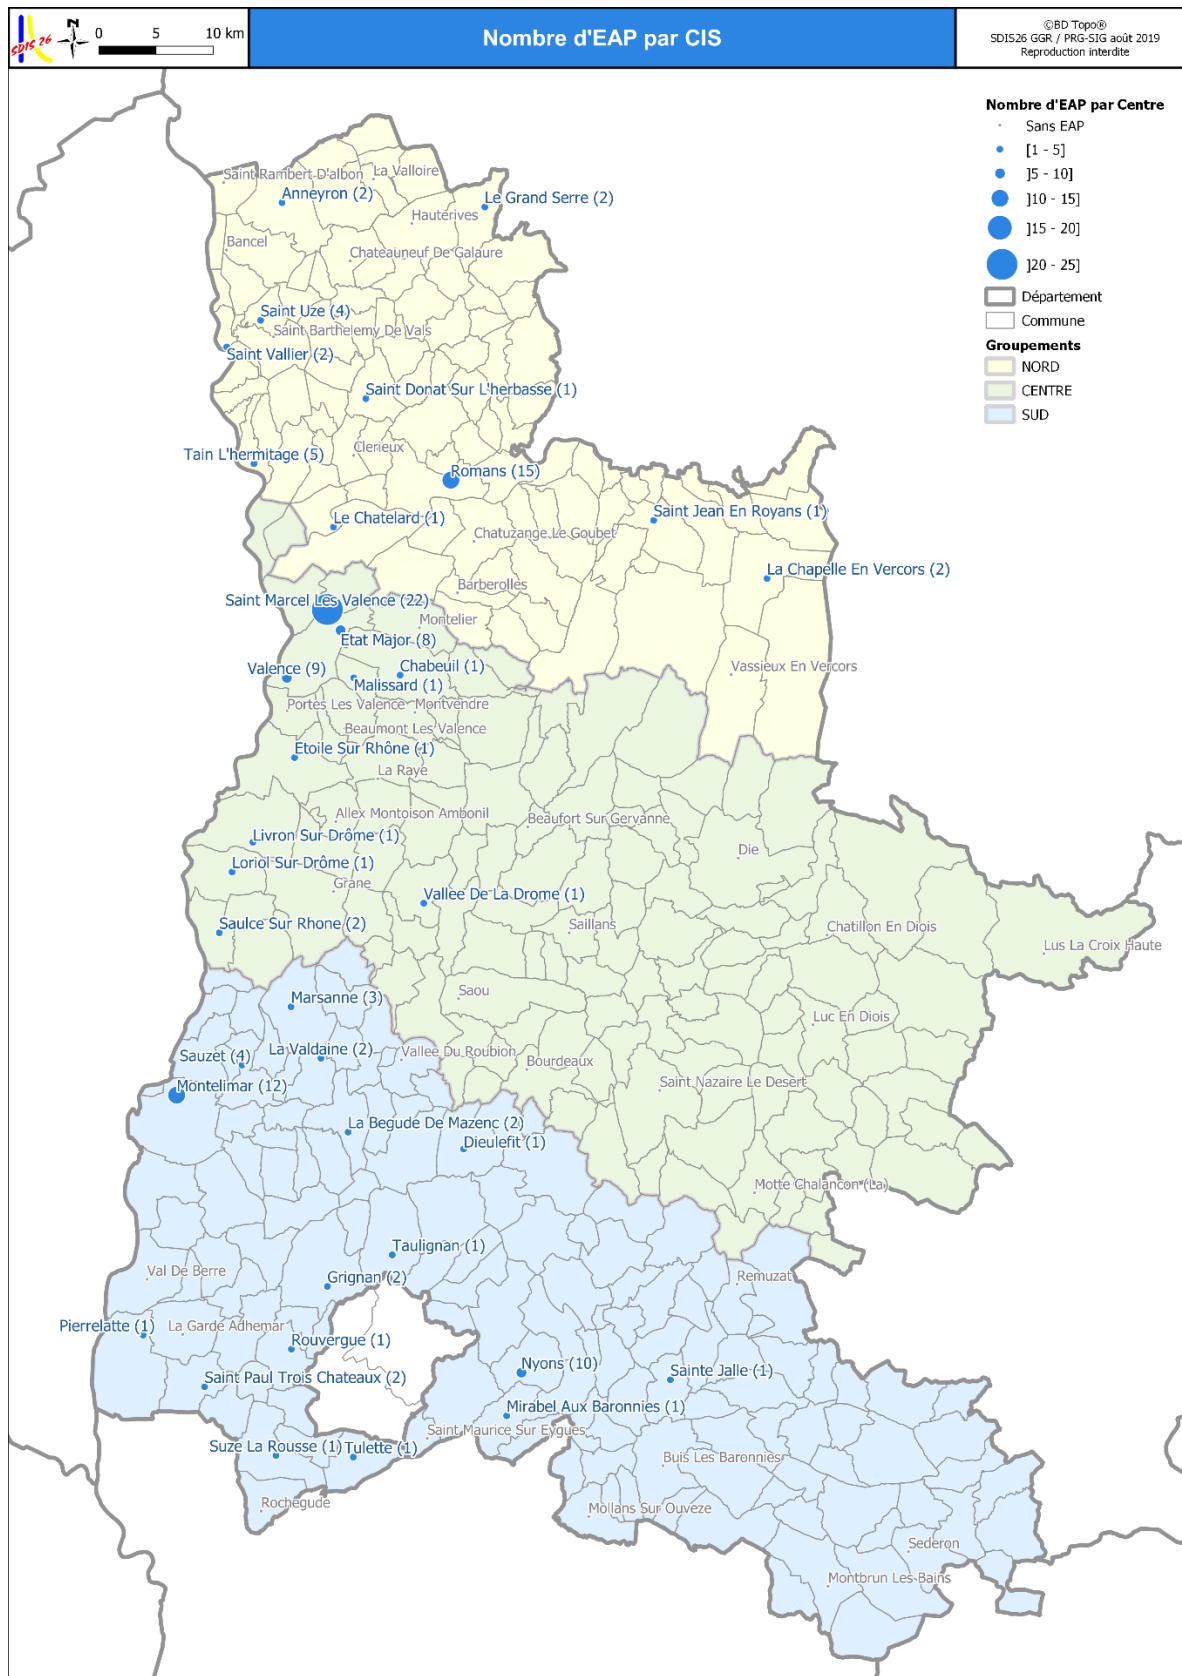 SDIS 26
N
0 5 10 km
Nombre d'EAP par CIS
©BD Topo®
SDIS26 GGR / PRG-SIG août 2019
Reproduction interdite
Nombre d'EAP par Centre
Sans EAP
[1 - 5]
]5 - 10]
]10 - 15]
]15 - 20]
]20 - 25]
Département
Commune
Groupements
NORD
CENTRE
SUD
Saint Rambert D'albon
La Valloire
Anneyron (2)
Le Grand Serre (2)
Hauterives
Bancel
Chateauneuf De Galaure
Saint Uze (4)
Saint Barthelemy De Vals
Saint Vallier (2)
Saint Donat Sur L'herbasse (1)
Clerieux
Tain L'hermitage (5)
Romans (15)
Le Chatelard (1)
Saint Jean En Royans (1)
Chatuzange Le Goubet
La Chapelle En Vercors (2)
Barberolles
Saint Marcel Les Valence (22)
Montelier
Etat Major (8)
Valence (9)
Chabeuil (1)
Vassieux En Vercors
Malissard (1)
Portes Les Valence
Montvendre
Beaumont Les Valence
Etoile Sur Rhône (1)
La Raye
Allex Montoison Ambonil
Beaufort Sur Gervanne
Livron Sur Drôme (1)
Die
Loriol Sur Drôme (1)
Grane
Vallee De La Drome (1)
Saulce Sur Rhone (2)
Saillans
Chatillon En Diois
Lus La Croix Haute
Marsanne (3)
Saou
Luc En Diois
Sauzet (4)
La Valdaine (2)
Vallee Du Roubion
Bourdeaux
Montelimar (12)
Saint Nazaire Le Desert
La Begude De Mazenc (2)
Dieulefit (1)
Motte Chalancon (La)
Taulignan (1)
Val De Berre
Grignan (2)
Remuzat
Pierrelatte (1)
La Garde Adhemar
Rouvergue (1)
Saint Paul Trois Chateaux (2)
Nyons (10)
Sainte Jalle (1)
Mirabel Aux Baronnies (1)
Saint Maurice Sur Eygues
Suze La Rousse (1)
Tulette (1)
Buis Les Baronnies
Rochegude
Mollans Sur Ouveze
Sederon
Montbrun Les Bains